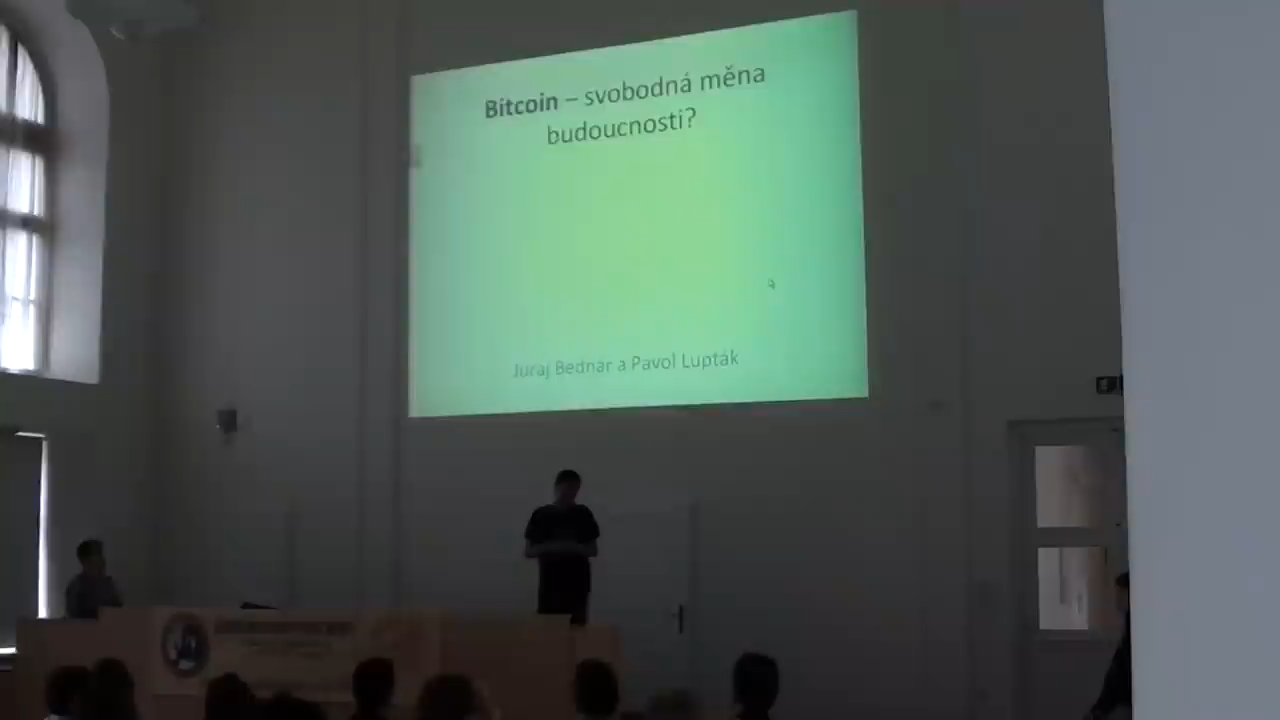 Bitcoin – svobodná měna
budoucnosti?
Juraj Bednár a Pavol Lupták